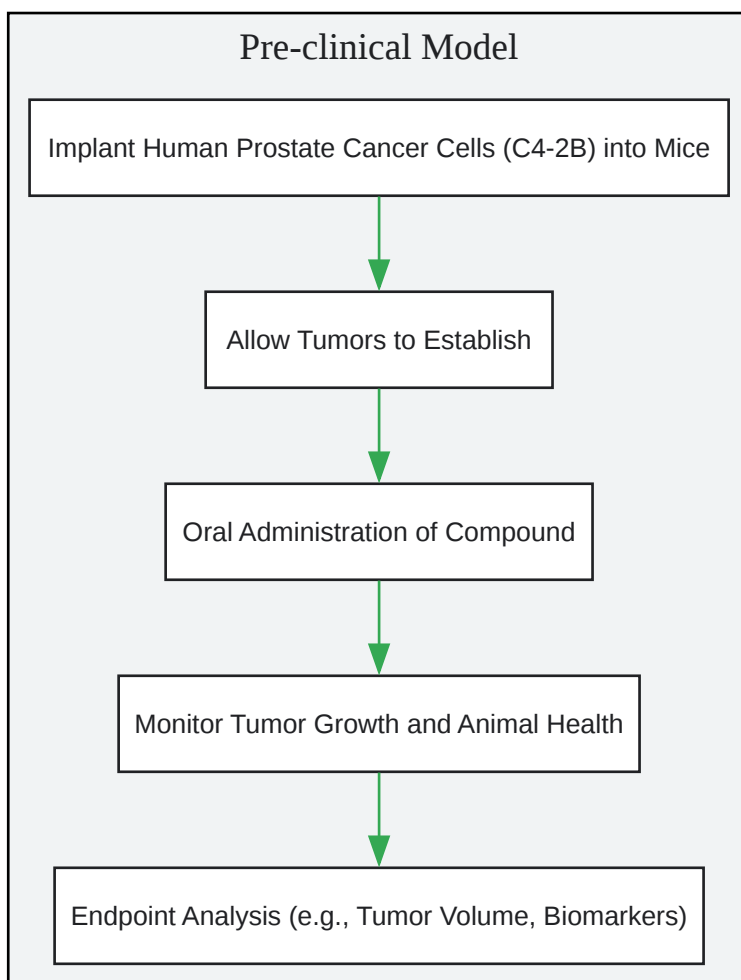 Pre-clinical Model
Implant Human Prostate Cancer Cells (C4-2B) into Mice
Allow Tumors to Establish
Oral Administration of Compound
Monitor Tumor Growth and Animal Health
Endpoint Analysis (e.g., Tumor Volume, Biomarkers)